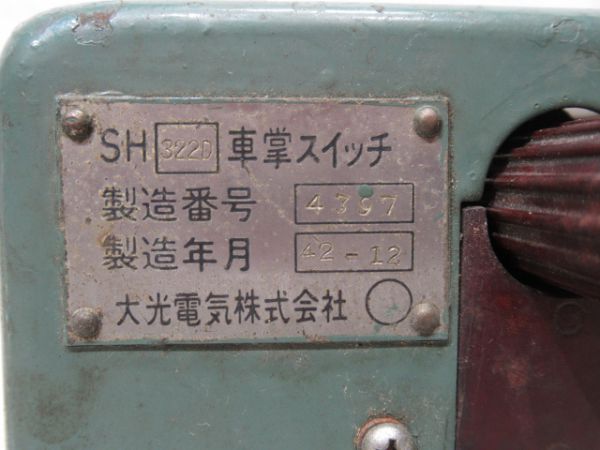 SH 322D 車掌スイッチ
製造番号 4397
製造年月 42-12
大光電気株式会社